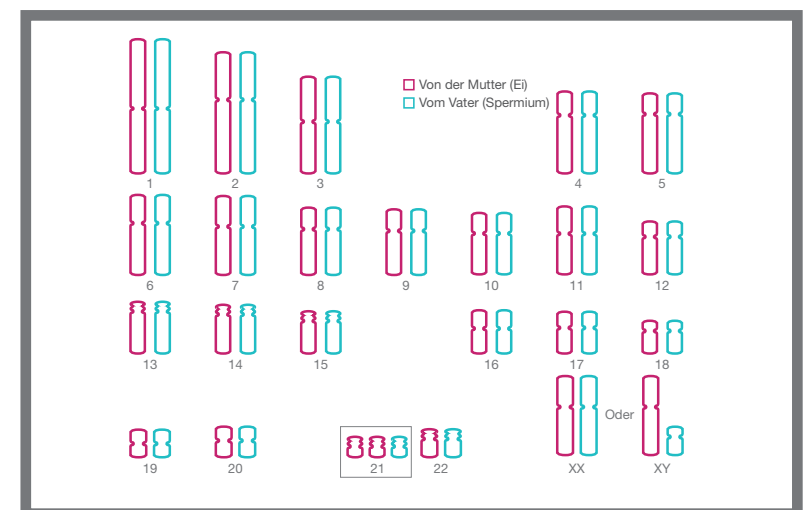 Von der Mutter (Ei)
Vom Vater (Spermium)
1 2 3 4 5
6 7 8 9 10 11 12
13 14 15 16 17 18
Oder
19 20 21 22 XX XY